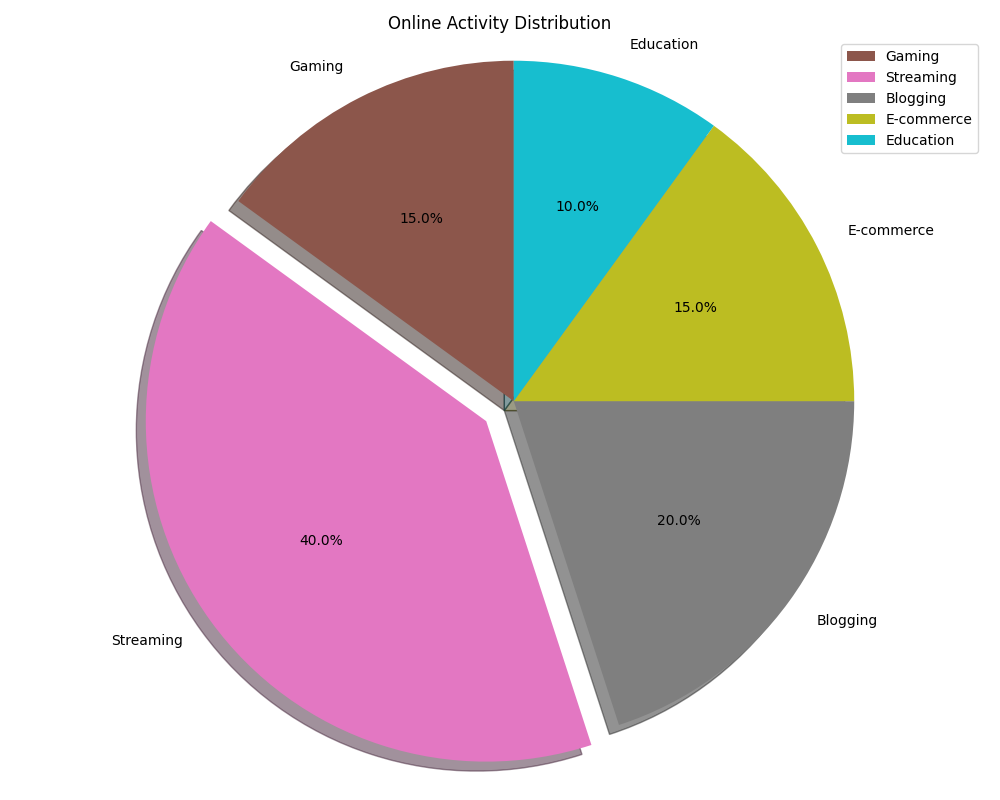 Online Activity Distribution
Gaming
Education
Gaming
Streaming
Blogging
E-commerce
Education
15.0%
10.0%
E-commerce
15.0%
20.0%
40.0%
Blogging
Streaming